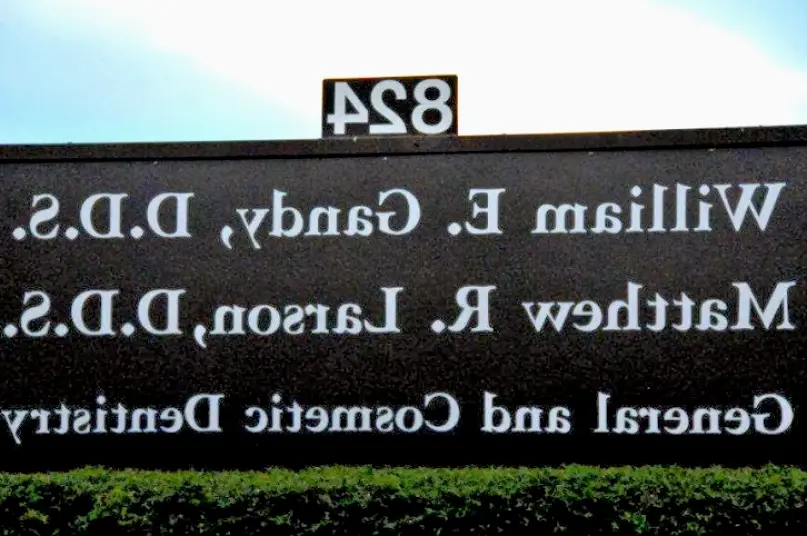 824
William E. Gandy, D.D.S.
Matthew R. Larson, D.D.S.
General and Cosmetic Dentistry